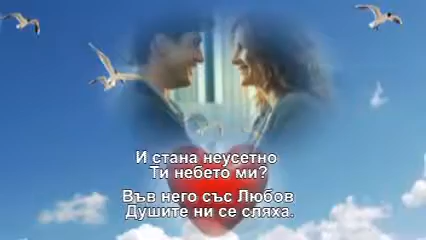 И стана неусетно
Ти небето ми?
Във него със Любов
Душите ни се сляха.